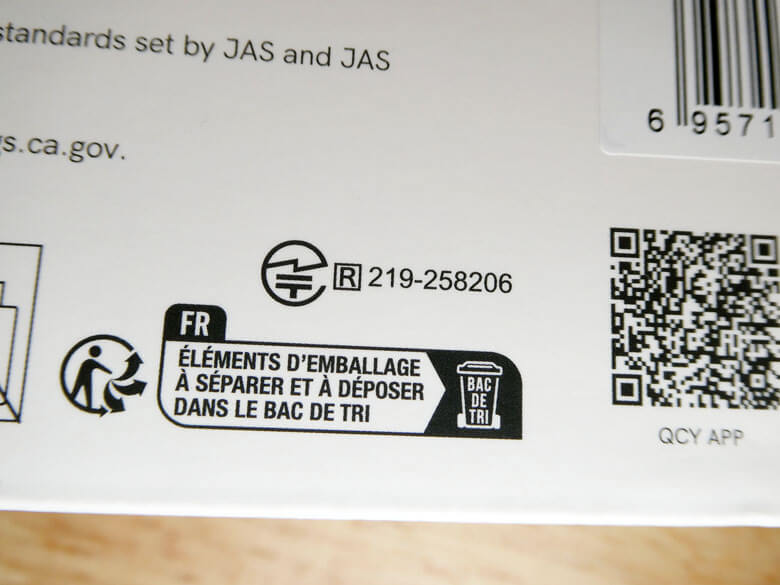 standards set by JAS and JAS
gs.ca.gov.
6 9571
R 219-258206
FR
ÉLÉMENTS D'EMBALLAGE
À SÉPARER ET À DÉPOSER
DANS LE BAC DE TRI
BAC
DE
TRI
QCY APP